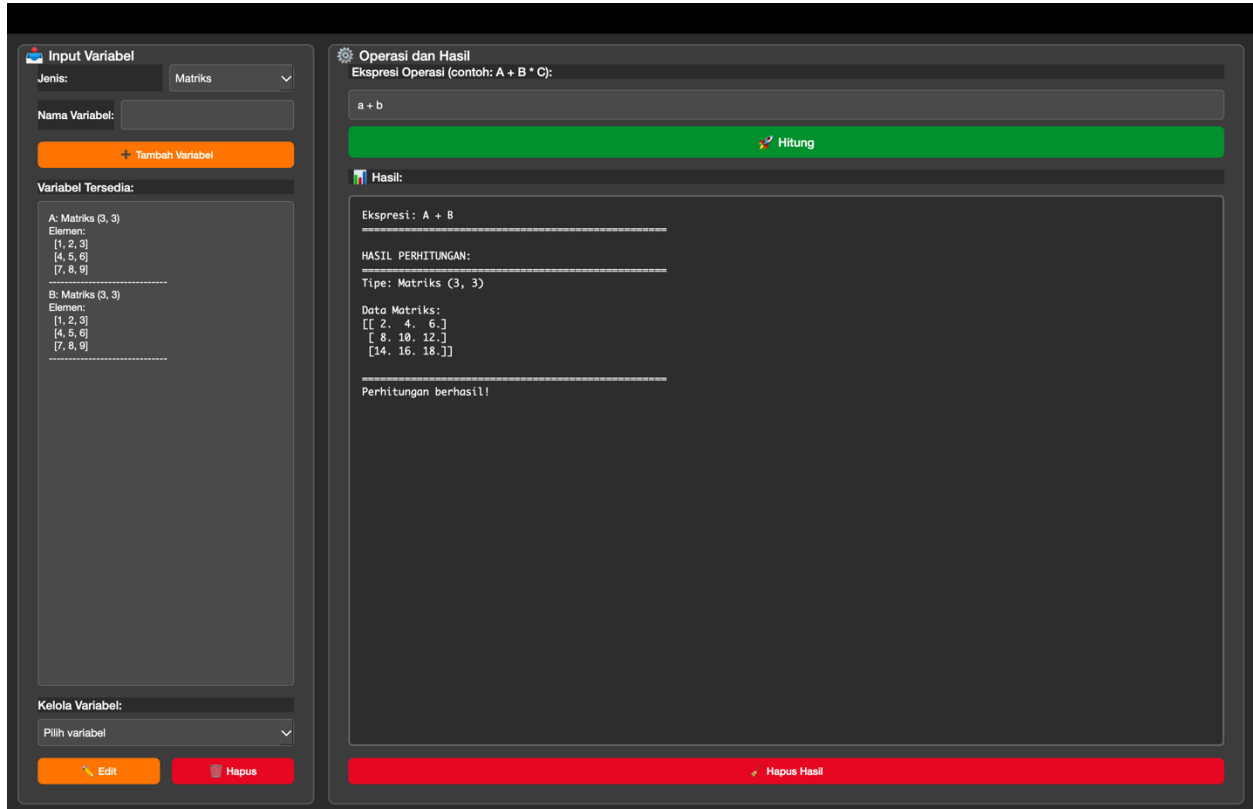 Input Variabel
Jenis:
Matriks
Nama Variabel:
Tambah Variabel
Variabel Tersedia:
A: Matriks (3, 3)
Elemen:
[1, 2, 3]
[4, 5, 6]
[7, 8, 9]
------------------------------
B: Matriks (3, 3)
Elemen:
[1, 2, 3]
[4, 5, 6]
[7, 8, 9]
------------------------------
Kelola Variabel:
Pilih variabel
Edit
Hapus
Operasi dan Hasil
Ekspresi Operasi (contoh: A + B * C):
a + b
Hitung
Hasil:
Ekspresi: A + B
==================================================
HASIL PERHITUNGAN:
==================================================
Tipe: Matriks (3, 3)
Data Matriks:
[[ 2. 4. 6.]
[ 8. 10. 12.]
[14. 16. 18.]]
==================================================
Perhitungan berhasil!
Hapus Hasil